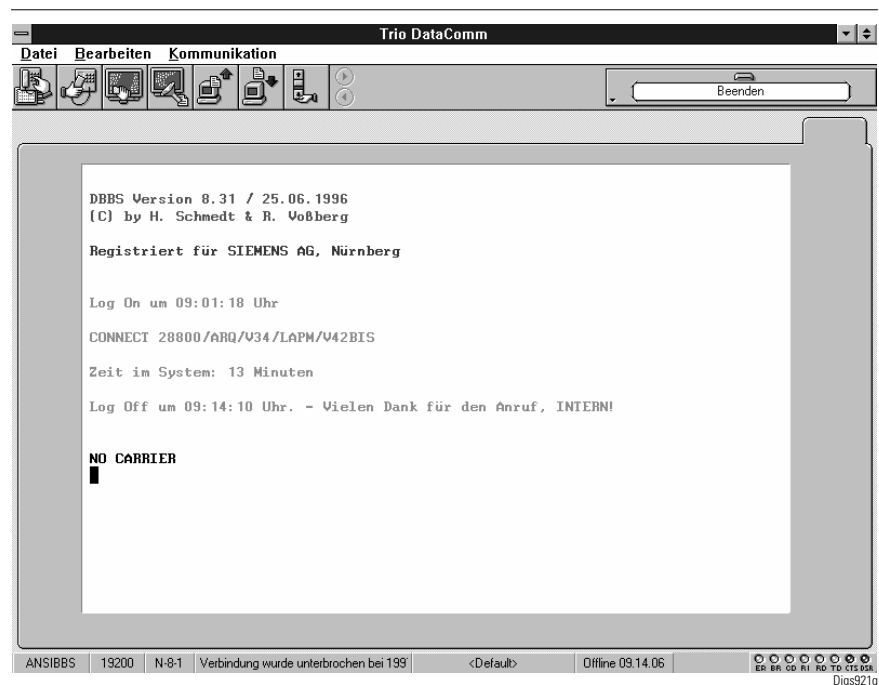 Trio DataComm
Datei Bearbeiten Kommunikation
Beenden
DBBS Version 8.31 / 25.06.1996
(C) by H. Schmedt & R. Voßberg
Registriert für SIEMENS AG, Nürnberg
Log On um 09:01:18 Uhr
CONNECT 28800/ARQ/V34/LAPM/V42BIS
Zeit im System: 13 Minuten
Log Off um 09:14:10 Uhr. - Vielen Dank für den Anruf, INTERN!
NO CARRIER
ANSIBBS 19200 N-8-1 Verbindung wurde unterbrochen bei 199 <Default> Offline 09.14.06
ER BR CD RI RD TD CTS DSR
Dias921a